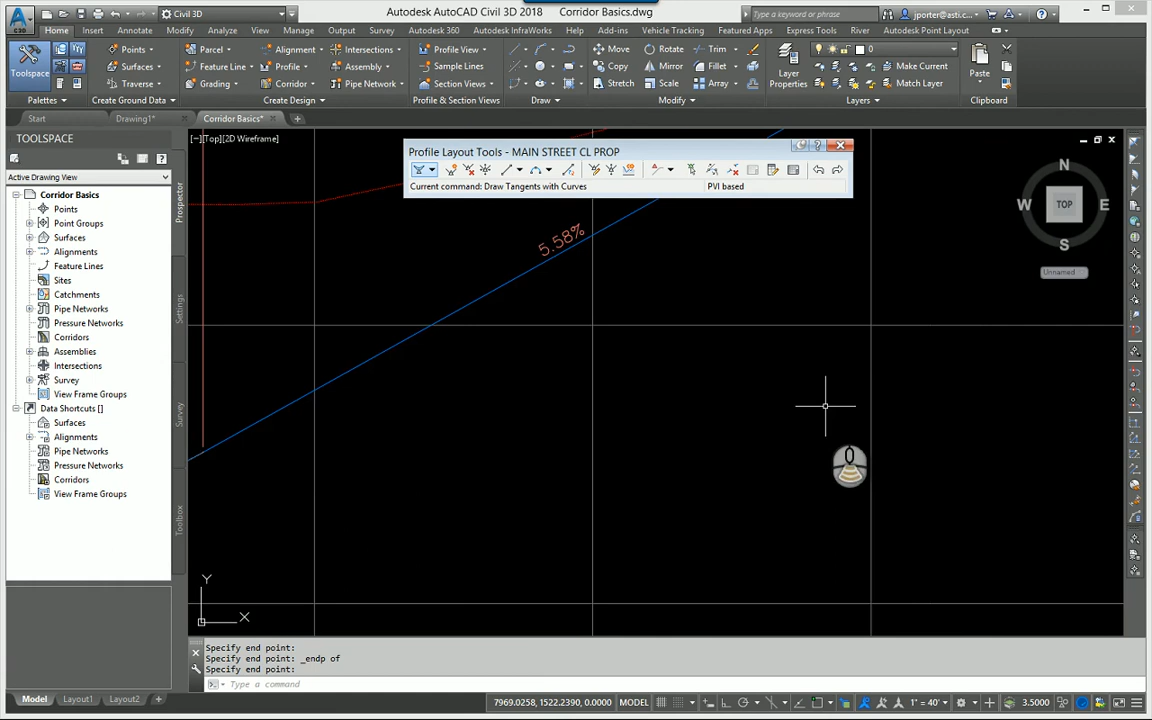 Civil 3D
Autodesk AutoCAD Civil 3D 2018 Corridor Basics.dwg
Type a keyword or phrase
jporter@asti.c...
C3D
Home Insert Annotate Modify Analyze View Manage Output Survey Autodesk 360 Autodesk InfraWorks Help Add-ins Vehicle Tracking Featured Apps Express Tools River Autodesk Point Layout
Toolspace
Points
Surfaces
Traverse
Parcel
Feature Line
Grading
Alignment
Profile
Corridor
Intersections
Assembly
Pipe Network
Profile View
Sample Lines
Section Views
Move
Copy
Stretch
Rotate
Mirror
Scale
Trim
Fillet
Array
Layer
Properties
0
Make Current
Match Layer
Paste
Palettes Create Ground Data Create Design Profile & Section Views Draw Modify Layers Clipboard
Start Drawing1* Corridor Basics*
TOOLSPACE
Active Drawing View
Corridor Basics
Points
Point Groups
Surfaces
Alignments
Feature Lines
Sites
Catchments
Pipe Networks
Pressure Networks
Corridors
Assemblies
Intersections
Survey
View Frame Groups
Data Shortcuts []
Surfaces
Alignments
Pipe Networks
Pressure Networks
Corridors
View Frame Groups
Prospector
Settings
Survey
Toolbox
[−][Top][2D Wireframe]
Profile Layout Tools - MAIN STREET CL PROP
Current command: Draw Tangents with Curves PVI based
5.58%
N
W TOP E
S
Unnamed
Y
X
Specify end point:
Specify end point: _endp of
Specify end point:
Type a command
Model Layout1 Layout2 +
7969.0258, 1522.2390, 0.0000 MODEL 1" = 40' 3.5000